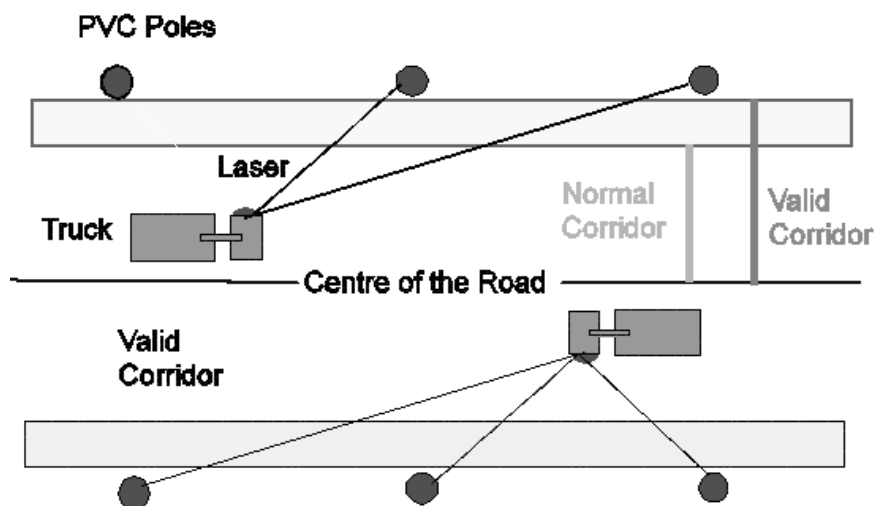 PVC Poles
Laser
Truck
Normal
Corridor
Valid
Corridor
Centre of the Road
Valid
Corridor